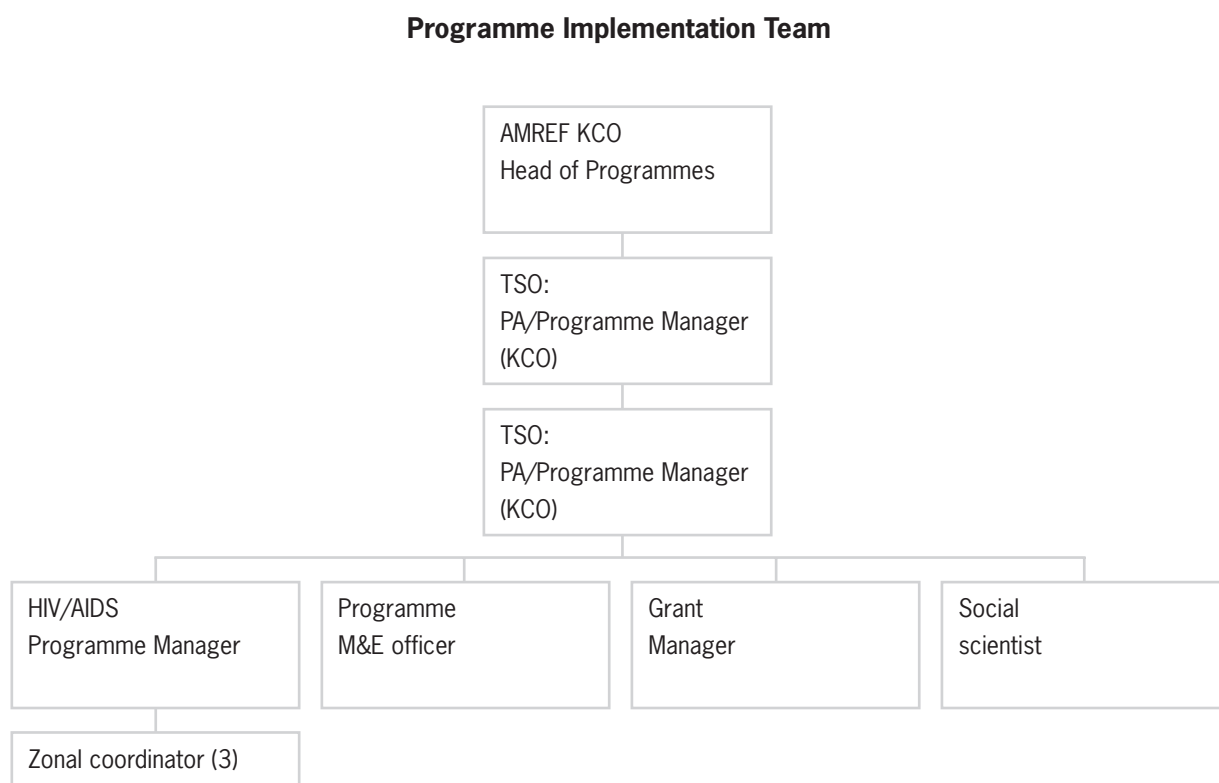 Programme Implementation Team
AMREF KCO
Head of Programmes
TSO:
PA/Programme Manager
(KCO)
TSO:
PA/Programme Manager
(KCO)
HIV/AIDS
Programme Manager
Programme
M&E officer
Grant
Manager
Social
scientist
Zonal coordinator (3)